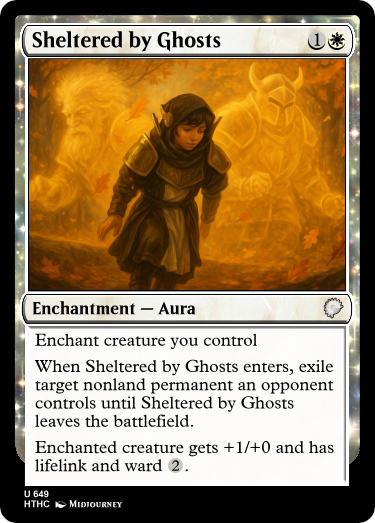 Sheltered by Ghosts 1
Enchantment — Aura
Enchant creature you control
When Sheltered by Ghosts enters, exile
target nonland permanent an opponent
controls until Sheltered by Ghosts
leaves the battlefield.
Enchanted creature gets +1/+0 and has
lifelink and ward 2.
U 649
HTHC Midjourney